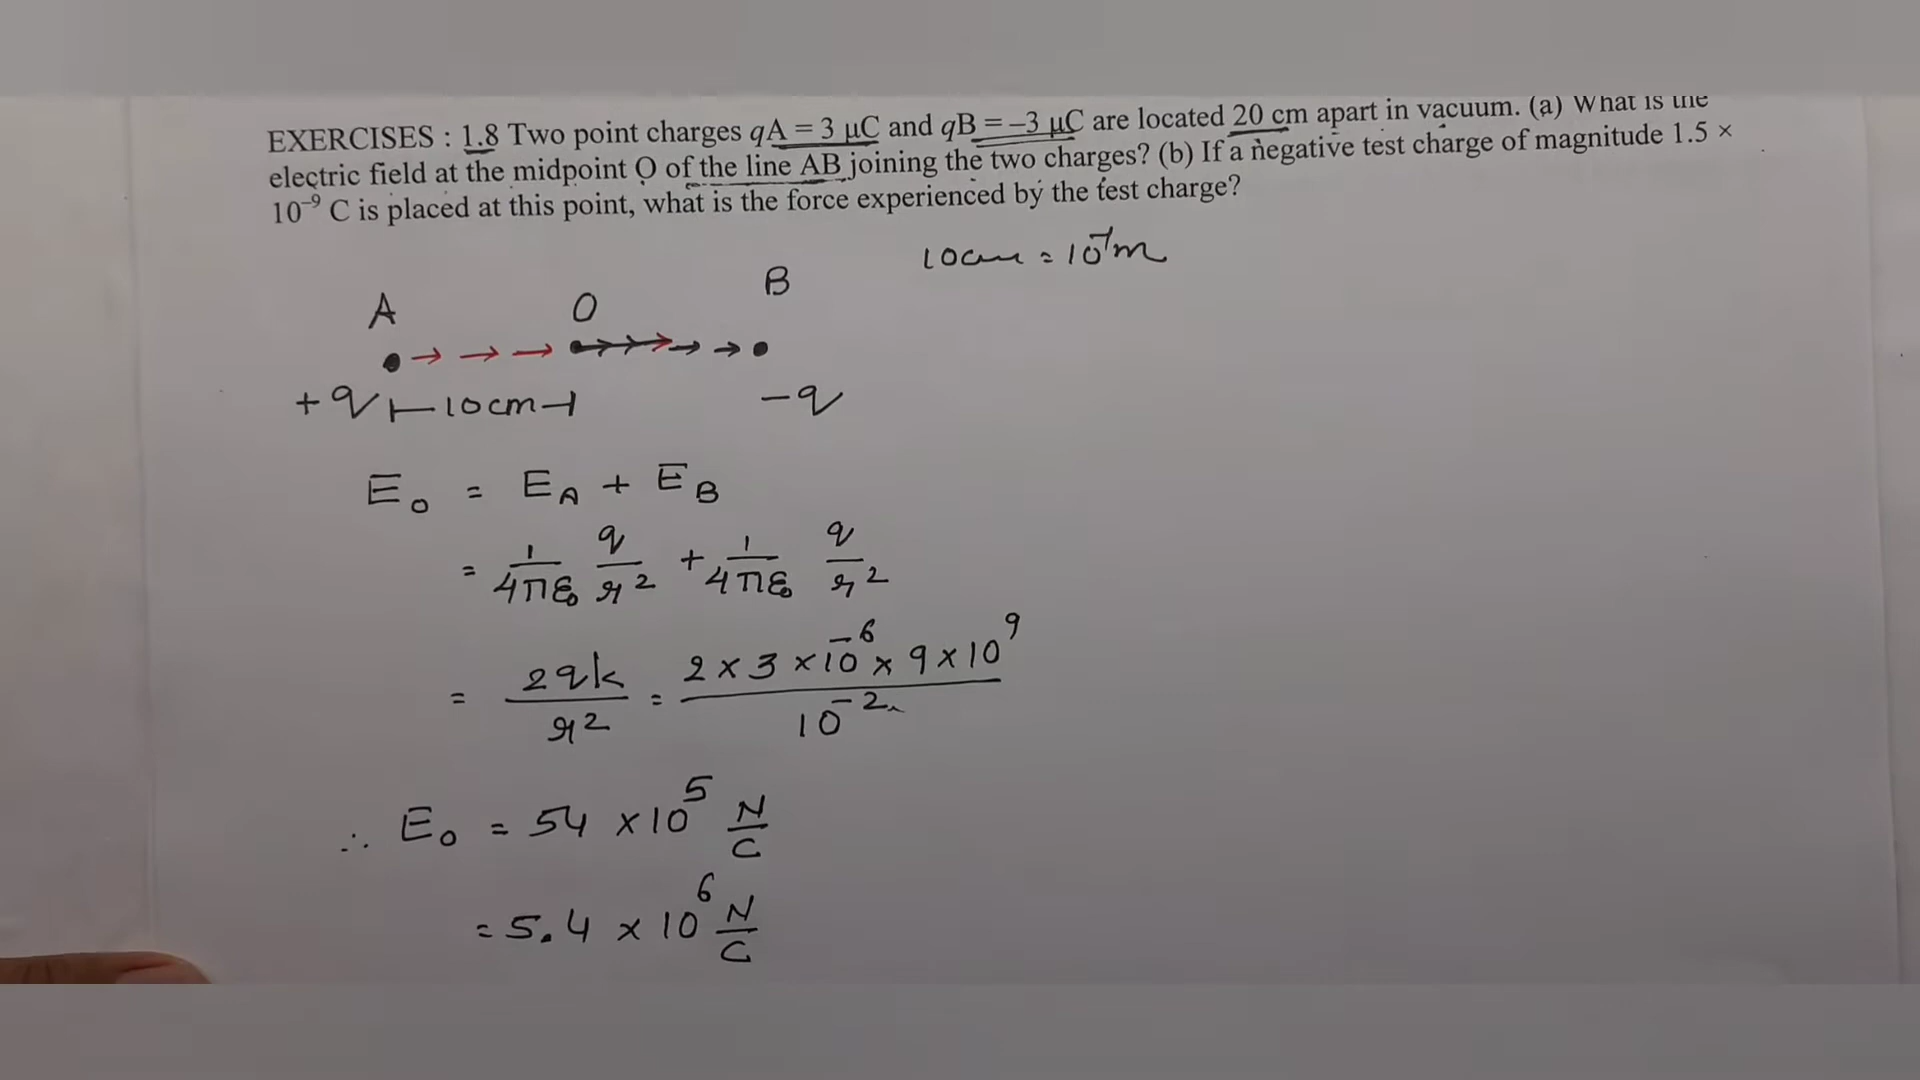 EXERCISES : 1.8 Two point charges qA = 3 μC and qB = –3 μC are located 20 cm apart in vacuum. (a) What is the
electric field at the midpoint O of the line AB joining the two charges? (b) If a negative test charge of magnitude 1.5 ×
10⁻⁹ C is placed at this point, what is the force experienced by the test charge?
10cm = 10⁻¹m
A O B
+q 10cm -q
E₀ = E_A + E_B
= 1/4πε₀ q/r² + 1/4πε₀ q/r²
= 2qk/r² = 2 × 3 × 10⁻⁶ × 9 × 10⁹/10⁻²
∴ E₀ = 54 × 10⁵ N/C
= 5.4 × 10⁶ N/C